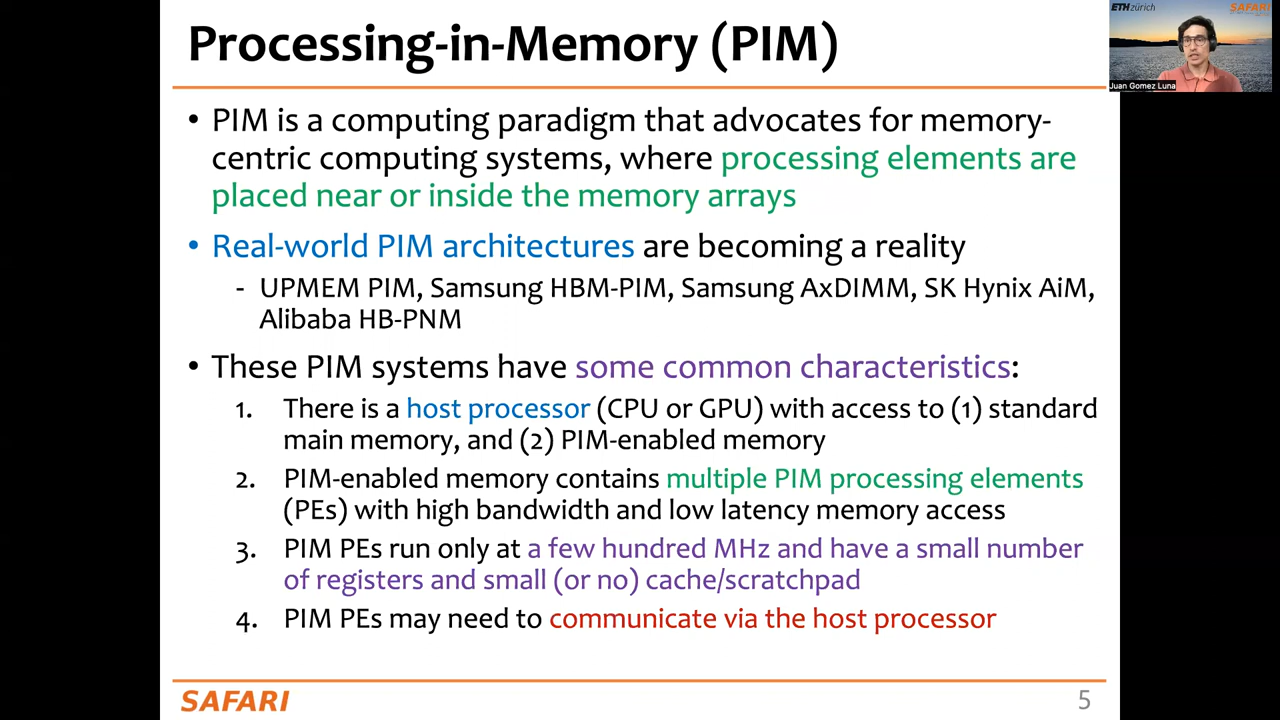 Processing-in-Memory (PIM)
• PIM is a computing paradigm that advocates for memory-
centric computing systems, where processing elements are
placed near or inside the memory arrays
• Real-world PIM architectures are becoming a reality
- UPMEM PIM, Samsung HBM-PIM, Samsung AxDIMM, SK Hynix AiM,
Alibaba HB-PNM
• These PIM systems have some common characteristics:
1. There is a host processor (CPU or GPU) with access to (1) standard
main memory, and (2) PIM-enabled memory
2. PIM-enabled memory contains multiple PIM processing elements
(PEs) with high bandwidth and low latency memory access
3. PIM PEs run only at a few hundred MHz and have a small number
of registers and small (or no) cache/scratchpad
4. PIM PEs may need to communicate via the host processor
SAFARI
5
ETH zürich
SAFARI
Juan Gomez Luna